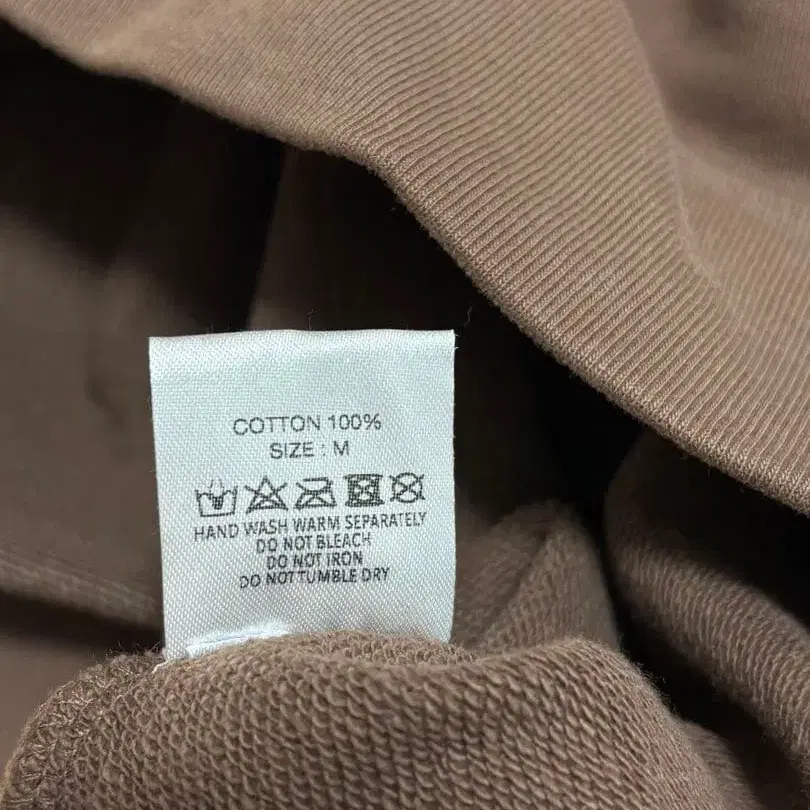 COTTON 100%
SIZE : M
HAND WASH WARM SEPARATELY
DO NOT BLEACH
DO NOT IRON
DO NOT TUMBLE DRY